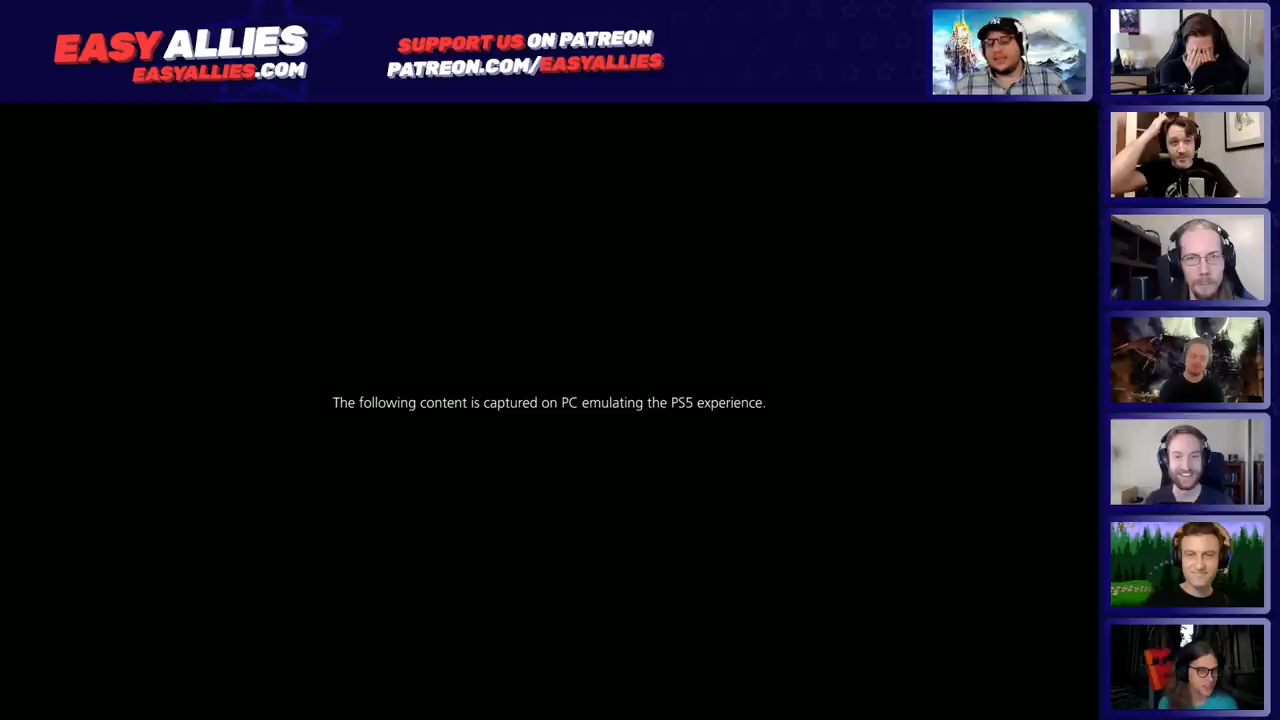 EASY ALLIES
EASYALLIES.COM
SUPPORT US ON PATREON
PATREON.COM/EASYALLIES
The following content is captured on PC emulating the PS5 experience.